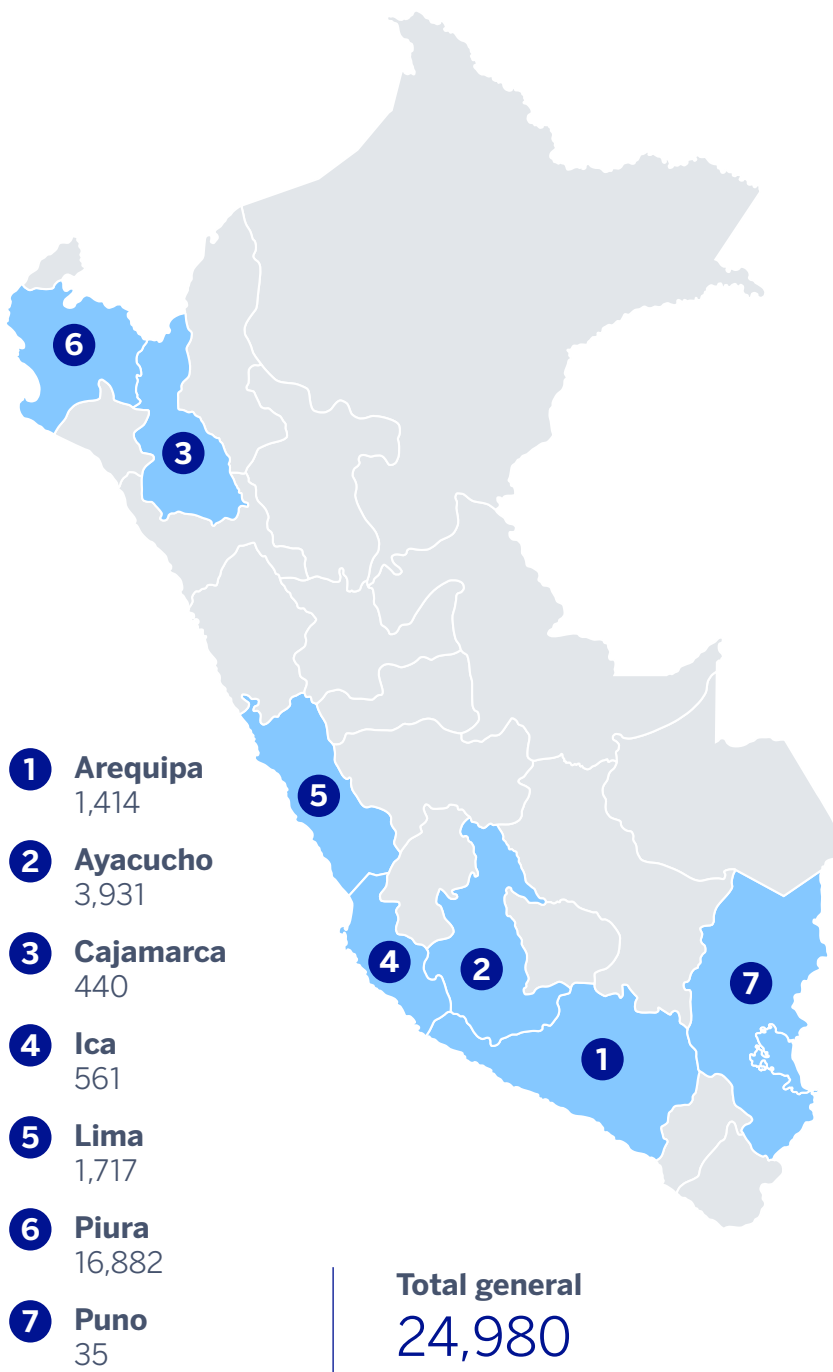 6
3
5
4
2
7
1
1 Arequipa
1,414
2 Ayacucho
3,931
3 Cajamarca
440
4 Ica
561
5 Lima
1,717
6 Piura
16,882
7 Puno
35
Total general
24,980